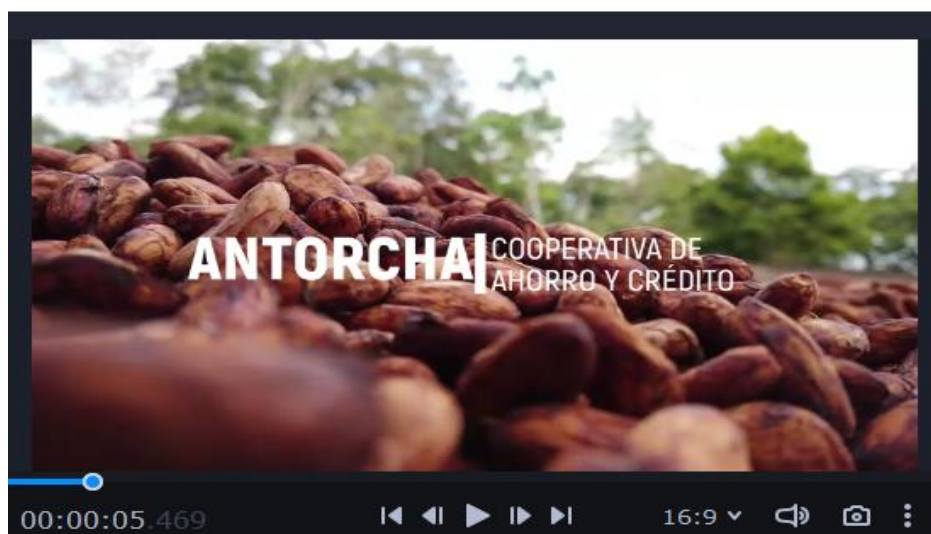 ANTORCHA
COOPERATIVA DE
AHORRO Y CRÉDITO
00:00:05.469
16:9